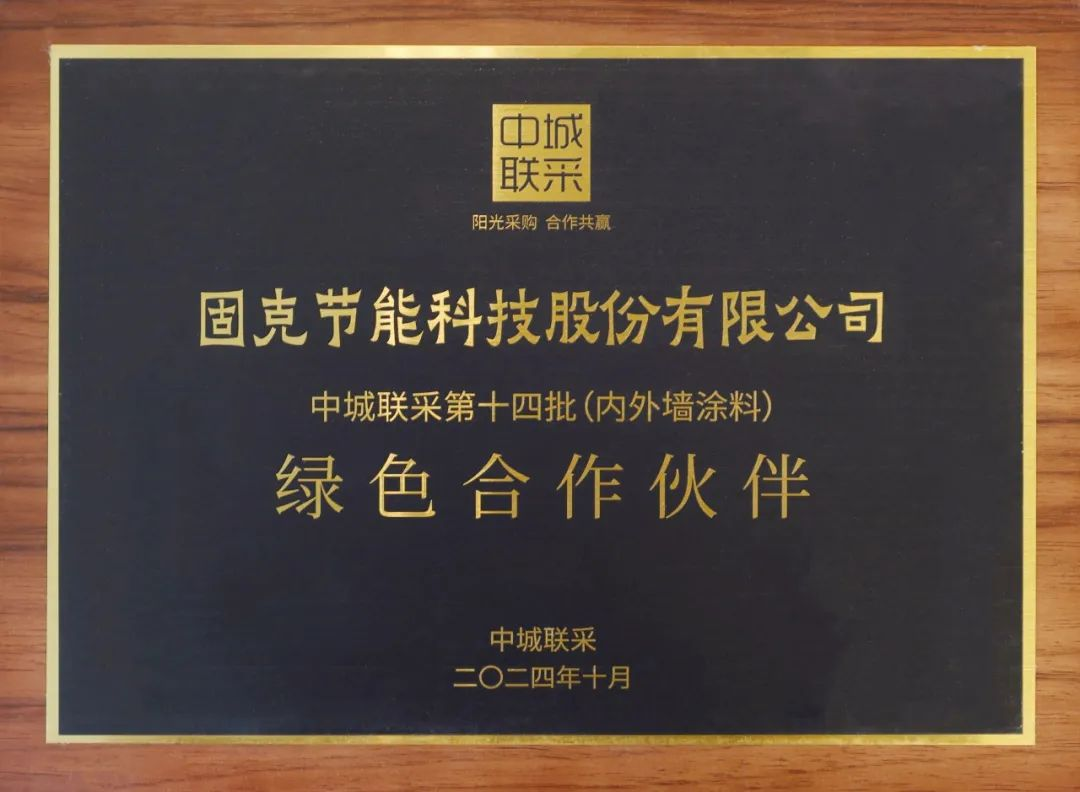 中城
联采
阳光采购 合作共赢
固克节能科技股份有限公司
中城联采第十四批(内外墙涂料)
绿色合作伙伴
中城联采
二〇二四年十月